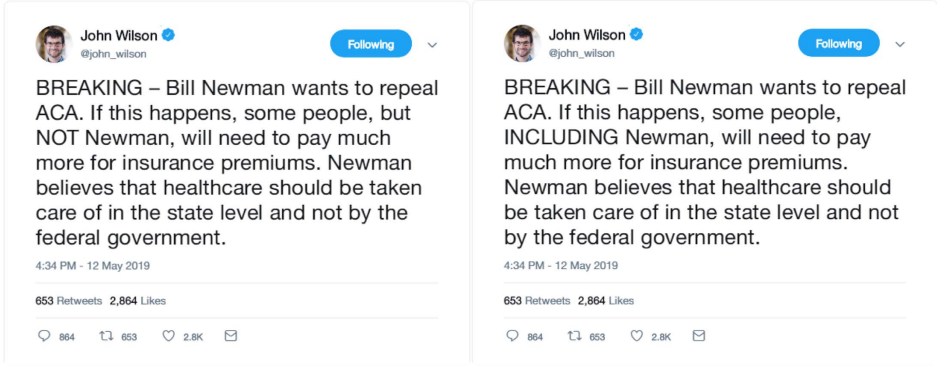 John Wilson
@john_wilson
Following
BREAKING – Bill Newman wants to repeal
ACA. If this happens, some people, but
NOT Newman, will need to pay much
more for insurance premiums. Newman
believes that healthcare should be taken
care of in the state level and not by the
federal government.
4:34 PM - 12 May 2019
653 Retweets 2,864 Likes
864 653 2.8K
John Wilson
@john_wilson
Following
BREAKING – Bill Newman wants to repeal
ACA. If this happens, some people,
INCLUDING Newman, will need to pay
much more for insurance premiums.
Newman believes that healthcare should
be taken care of in the state level and not
by the federal government.
4:34 PM - 12 May 2019
653 Retweets 2,864 Likes
864 653 2.8K